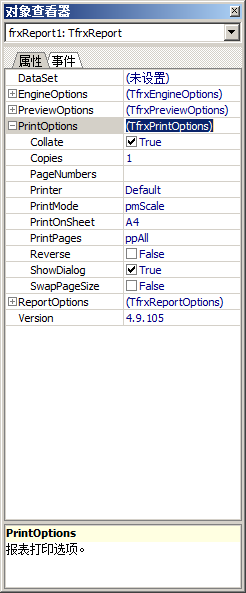 对象查看器
frxReport1: TfrxReport
属性 事件
DataSet (未设置)
EngineOptions (TfrxEngineOptions)
PreviewOptions (TfrxPreviewOptions)
PrintOptions (TfrxPrintOptions)
Collate True
Copies 1
PageNumbers
Printer Default
PrintMode pmScale
PrintOnSheet A4
PrintPages ppAll
Reverse False
ShowDialog True
SwapPageSize False
ReportOptions (TfrxReportOptions)
Version 4.9.105
PrintOptions
报表打印选项。